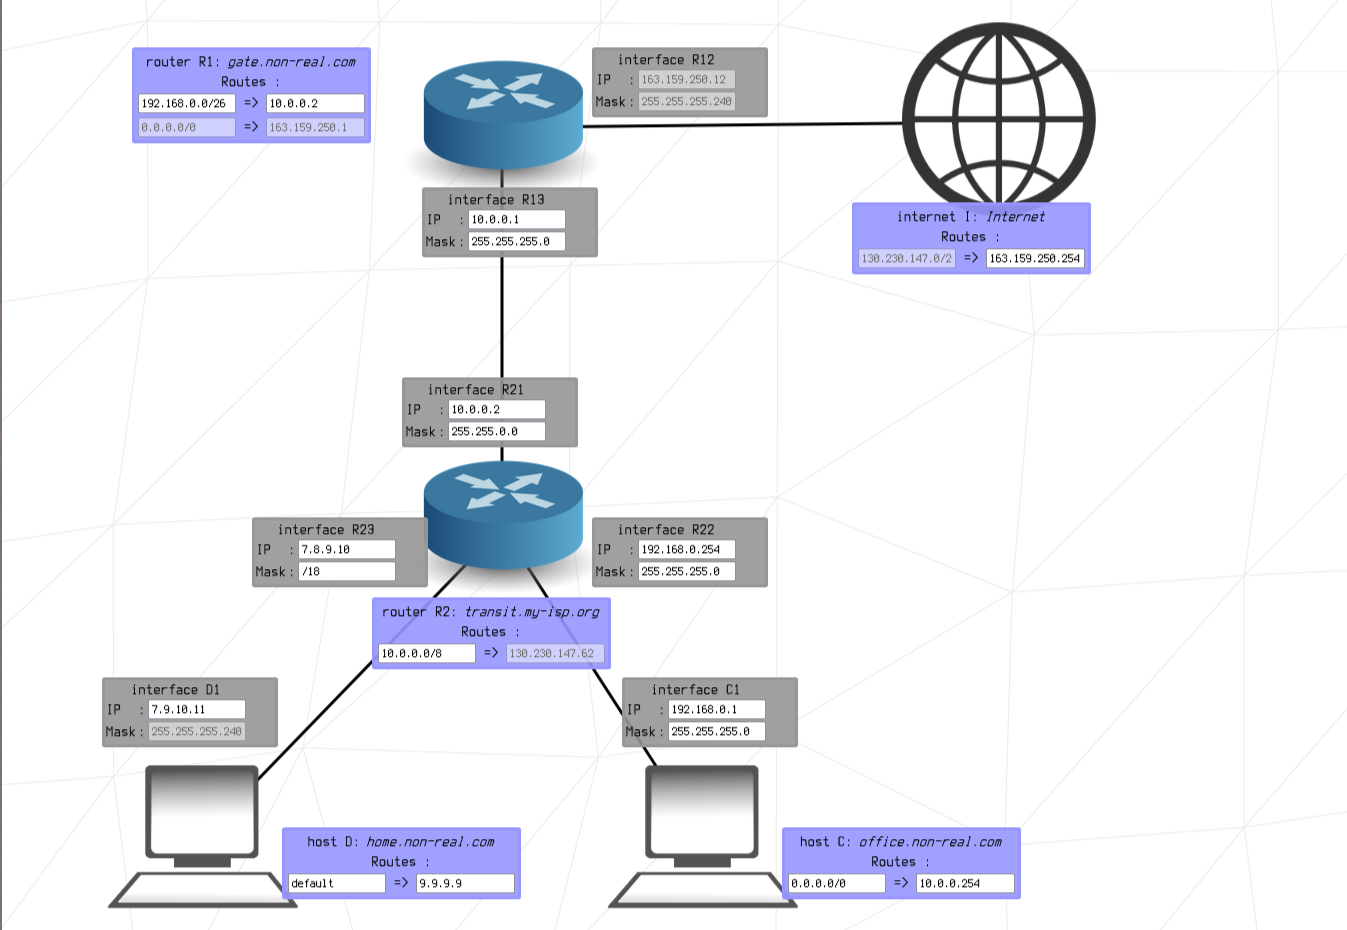 router R1: gate.non-real.com
Routes :
192.168.0.0/26 => 10.0.0.2
0.0.0.0/0 => 163.159.250.1
interface R12
IP : 163.159.250.12
Mask : 255.255.255.240
interface R13
IP : 10.0.0.1
Mask : 255.255.255.0
internet I: Internet
Routes :
130.230.147.0/2 => 163.159.250.254
interface R21
IP : 10.0.0.2
Mask : 255.255.0.0
interface R23
IP : 7.8.9.10
Mask : /18
interface R22
IP : 192.168.0.254
Mask : 255.255.255.0
router R2: transit.my-isp.org
Routes :
10.0.0.0/8 => 130.230.147.62
interface D1
IP : 7.9.10.11
Mask : 255.255.255.240
interface C1
IP : 192.168.0.1
Mask : 255.255.255.0
host D: home.non-real.com
Routes :
default => 9.9.9.9
host C: office.non-real.com
Routes :
0.0.0.0/0 => 10.0.0.254